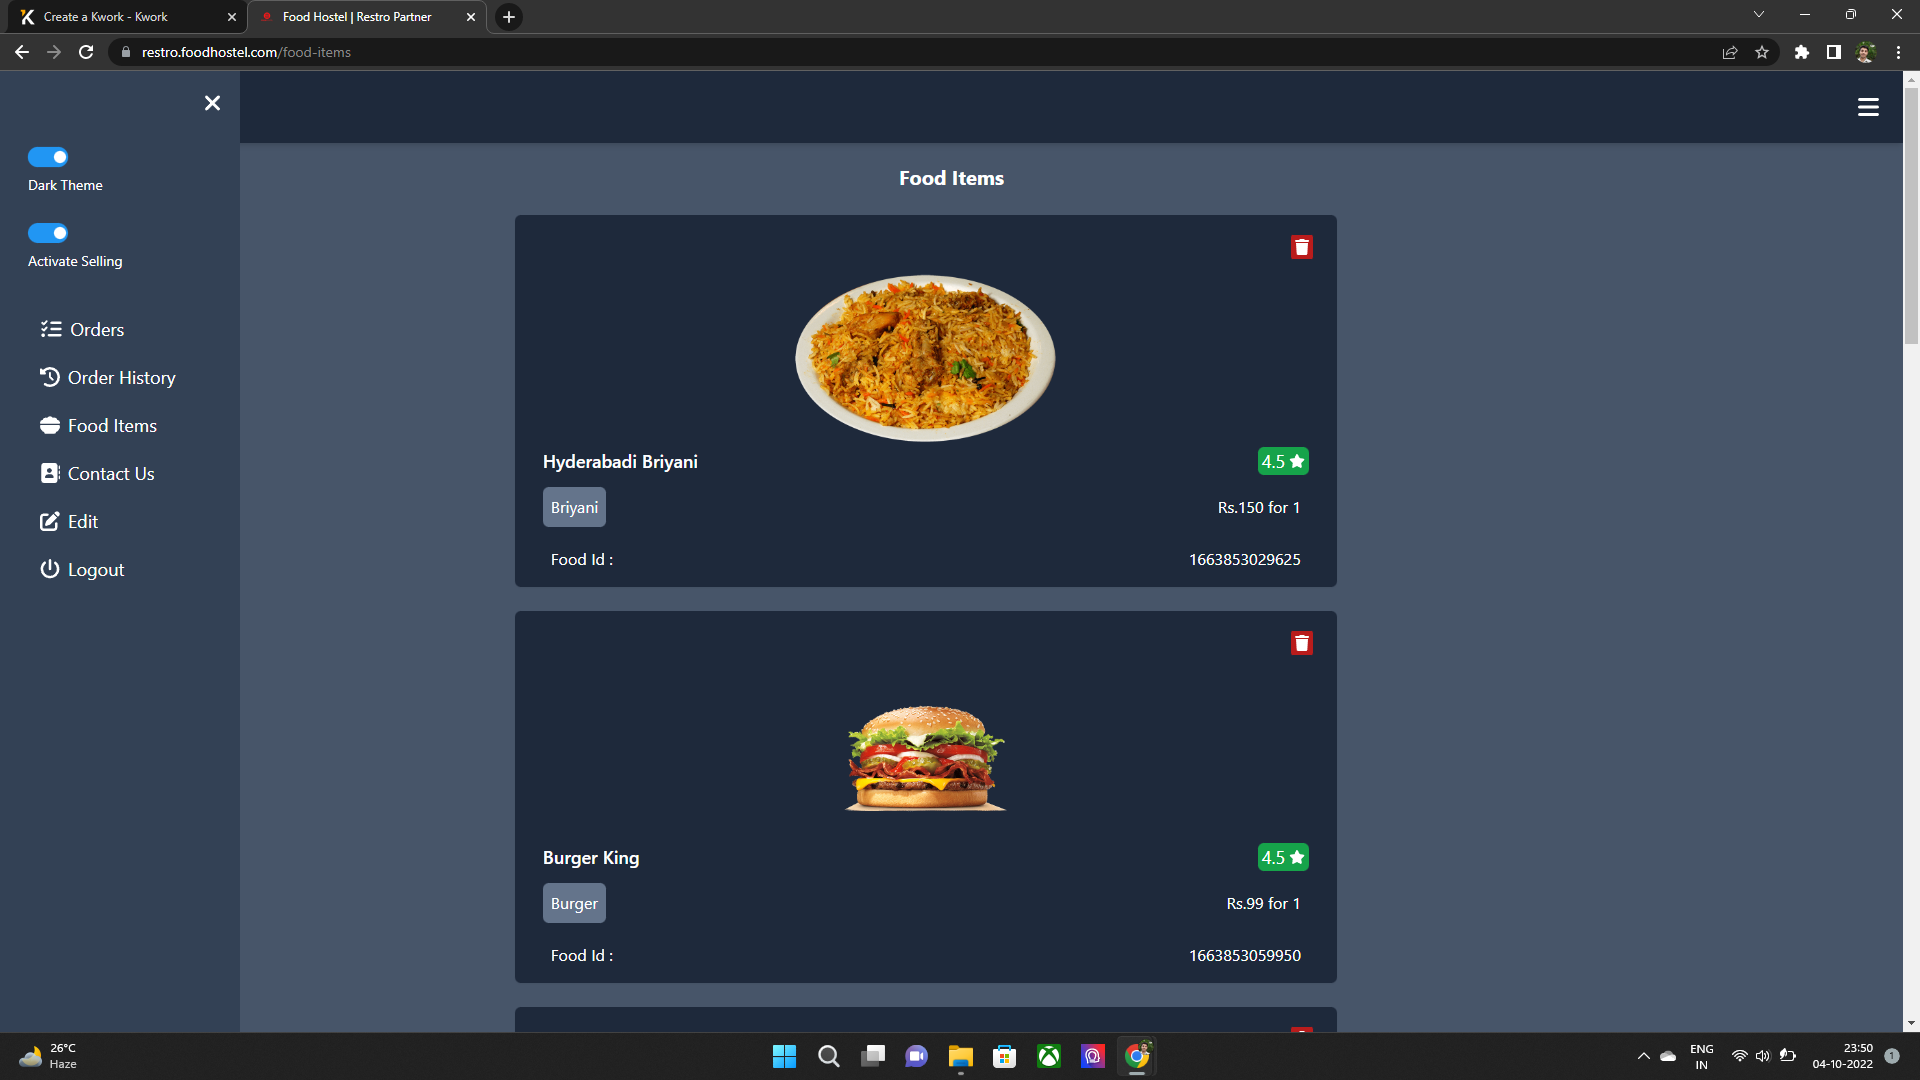 Create a Kwork - Kwork
Food Hostel | Restro Partner
restro.foodhostel.com/food-items
Dark Theme
Activate Selling
Orders
Order History
Food Items
Contact Us
Edit
Logout
Food Items
Hyderabadi Briyani
4.5
Briyani
Rs.150 for 1
Food Id :
1663853029625
Burger King
4.5
Burger
Rs.99 for 1
Food Id :
1663853059950
26°C
Haze
ENG
IN
23:50
04-10-2022
1